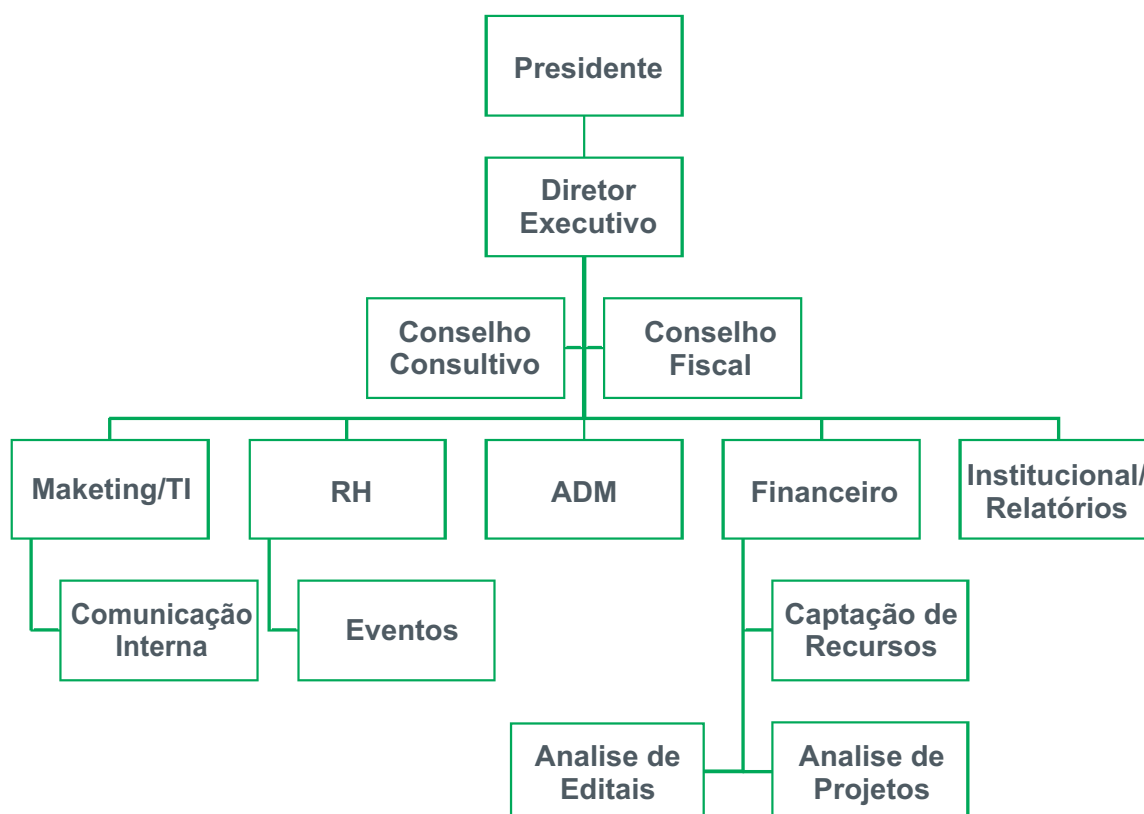 Presidente
Diretor
Executivo
Conselho
Consultivo
Conselho
Fiscal
Maketing/TI
RH
ADM
Financeiro
Institucional/
Relatórios
Comunicação
Interna
Eventos
Captação de
Recursos
Analise de
Editais
Analise de
Projetos